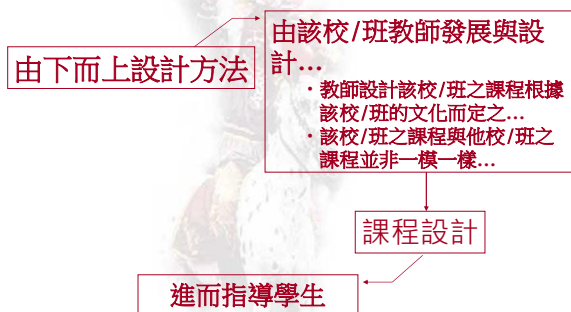 由下而上設計方法
由該校/班教師發展與設
計…
・教師設計該校/班之課程根據
該校/班的文化而定之…
・該校/班之課程與他校/班之
課程並非一模一樣…
課程設計
進而指導學生